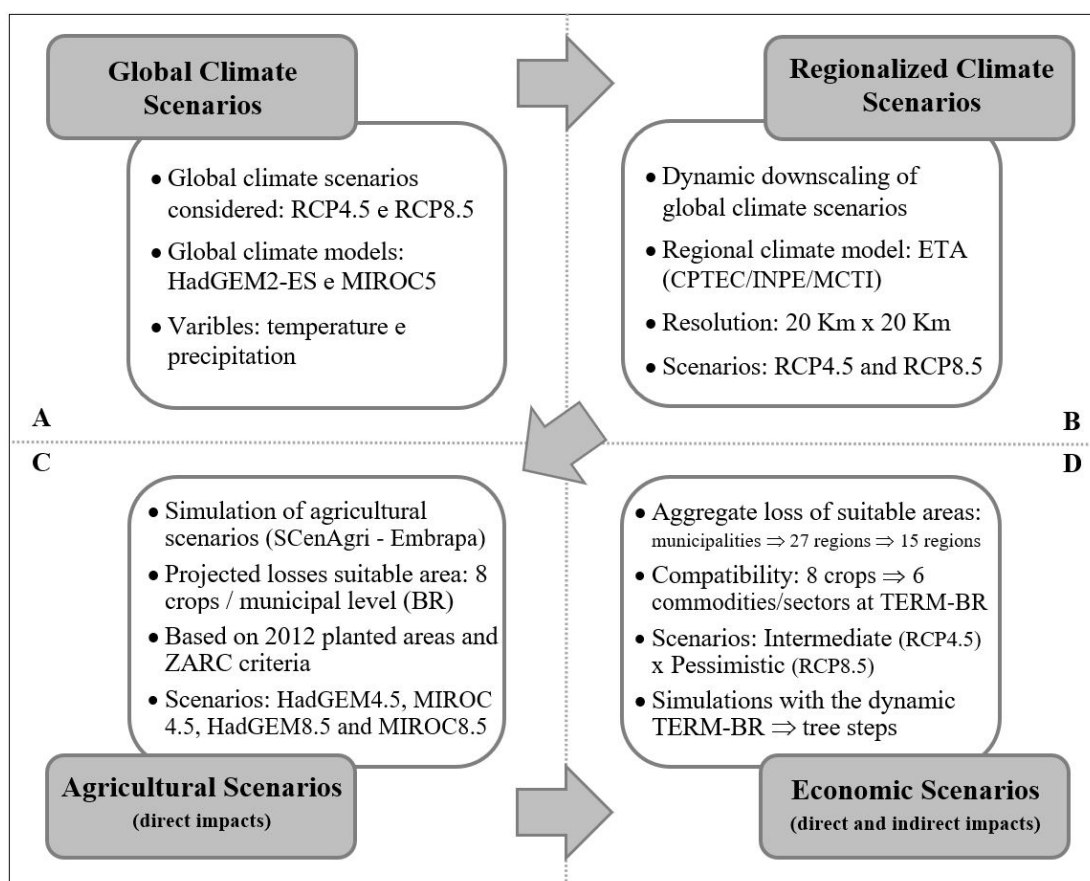 Global Climate
Scenarios
• Global climate scenarios
considered: RCP4.5 e RCP8.5
• Global climate models:
HadGEM2-ES e MIROC5
• Varibles: temperature e
precipitation
A
Regionalized Climate
Scenarios
• Dynamic downscaling of
global climate scenarios
• Regional climate model: ETA
(CPTEC/INPE/MCTI)
• Resolution: 20 Km x 20 Km
• Scenarios: RCP4.5 and RCP8.5
B
C
• Simulation of agricultural
scenarios (SCenAgri - Embrapa)
• Projected losses suitable area: 8
crops / municipal level (BR)
• Based on 2012 planted areas and
ZARC criteria
• Scenarios: HadGEM4.5, MIROC
4.5, HadGEM8.5 and MIROC8.5
Agricultural Scenarios
(direct impacts)
D
• Aggregate loss of suitable areas:
municipalities ⇒ 27 regions ⇒ 15 regions
• Compatibility: 8 crops ⇒ 6
commodities/sectors at TERM-BR
• Scenarios: Intermediate (RCP4.5)
x Pessimistic (RCP8.5)
• Simulations with the dynamic
TERM-BR ⇒ tree steps
Economic Scenarios
(direct and indirect impacts)